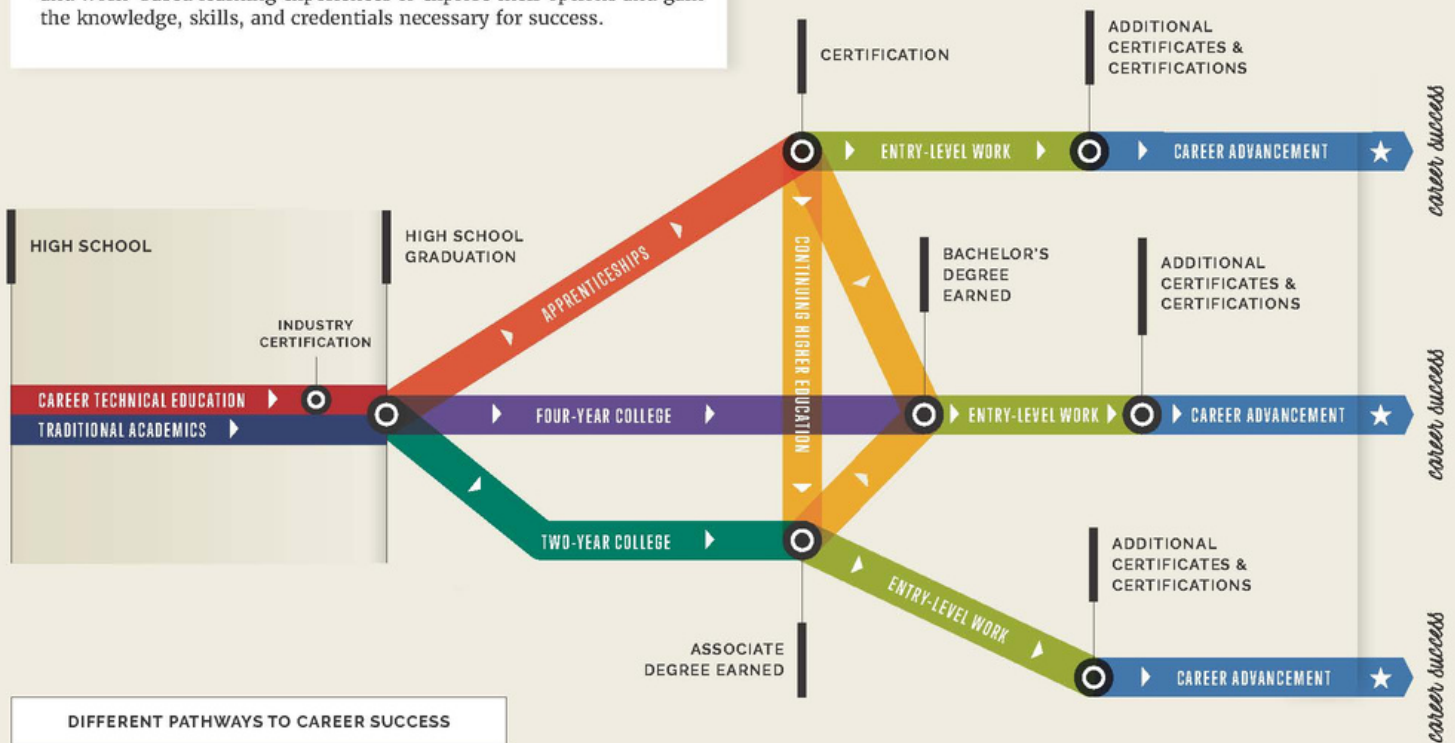 the knowledge, skills, and credentials necessary for success.
CERTIFICATION
ADDITIONAL
CERTIFICATES &
CERTIFICATIONS
ENTRY-LEVEL WORK
CAREER ADVANCEMENT
career success
HIGH SCHOOL
HIGH SCHOOL
GRADUATION
APPRENTICESHIPS
CONTINUING HIGHER EDUCATION
BACHELOR'S
DEGREE
EARNED
ADDITIONAL
CERTIFICATES &
CERTIFICATIONS
INDUSTRY
CERTIFICATION
CAREER TECHNICAL EDUCATION
TRADITIONAL ACADEMICS
FOUR-YEAR COLLEGE
ENTRY-LEVEL WORK
CAREER ADVANCEMENT
career success
TWO-YEAR COLLEGE
ENTRY-LEVEL WORK
ADDITIONAL
CERTIFICATES &
CERTIFICATIONS
ASSOCIATE
DEGREE EARNED
CAREER ADVANCEMENT
career success
DIFFERENT PATHWAYS TO CAREER SUCCESS